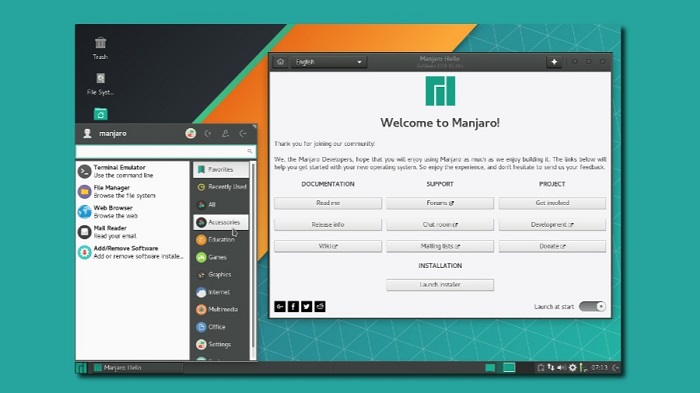 Trash
File Syst...
manjaro
Terminal Emulator
Use the command line
File Manager
Browse the file system
Web Browser
Browse the web
Mail Reader
Read your email
Add/Remove Software
Add or remove software installe...
Favorites
Recently Used
All
Accessories
Education
Games
Graphics
Internet
Multimedia
Office
Settings
English
Manjaro Hello
Welcome to Manjaro!
Thank you for joining our community!
We, the Manjaro Developers, hope that you will enjoy using Manjaro as much as we enjoy building it. The links below will
help you get started with your new operating system. So enjoy the experience, and don't hesitate to send us your feedback.
DOCUMENTATION SUPPORT PROJECT
Read me Forums Get involved
Release info Chat room Development
Wiki Mailing lists Donate
INSTALLATION
Launch installer
Launch at start
Manjaro Hello
07:13